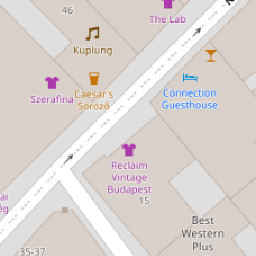 46
The Lab
Kuplung
Szerafina
Caesar's
Söröző
Connection
Guesthouse
Reclaim
Vintage
Budapest
15
Best
Western
Plus
35-37